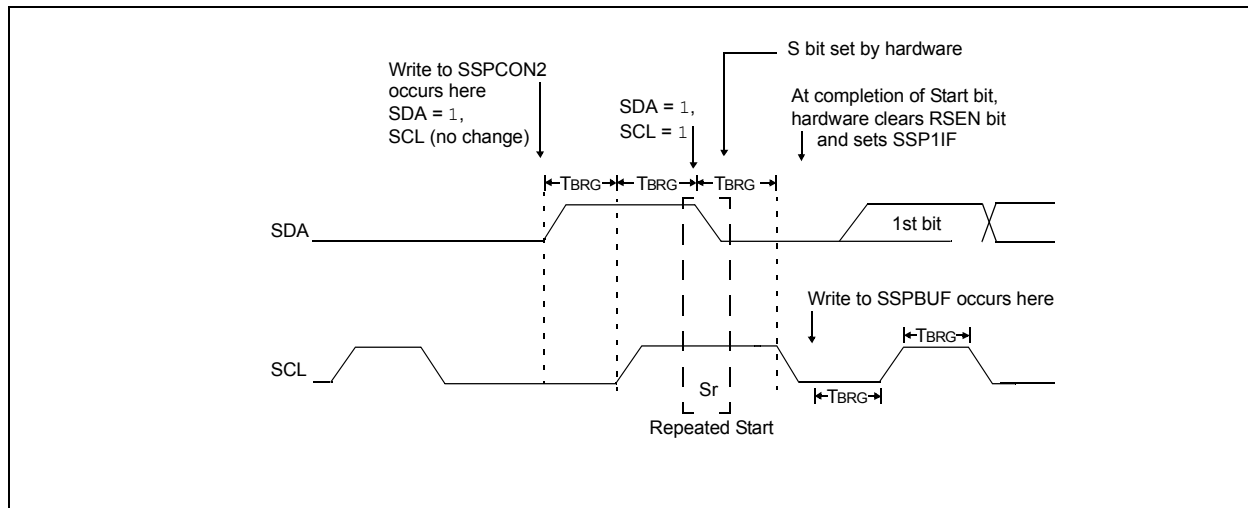 S bit set by hardware
Write to SSPCON2
occurs here
SDA = 1,
SCL (no change)
SDA = 1,
SCL = 1
At completion of Start bit,
hardware clears RSEN bit
and sets SSP1IF
TBRG TBRG TBRG
SDA
1st bit
Write to SSPBUF occurs here
TBRG
SCL
Sr
TBRG
Repeated Start